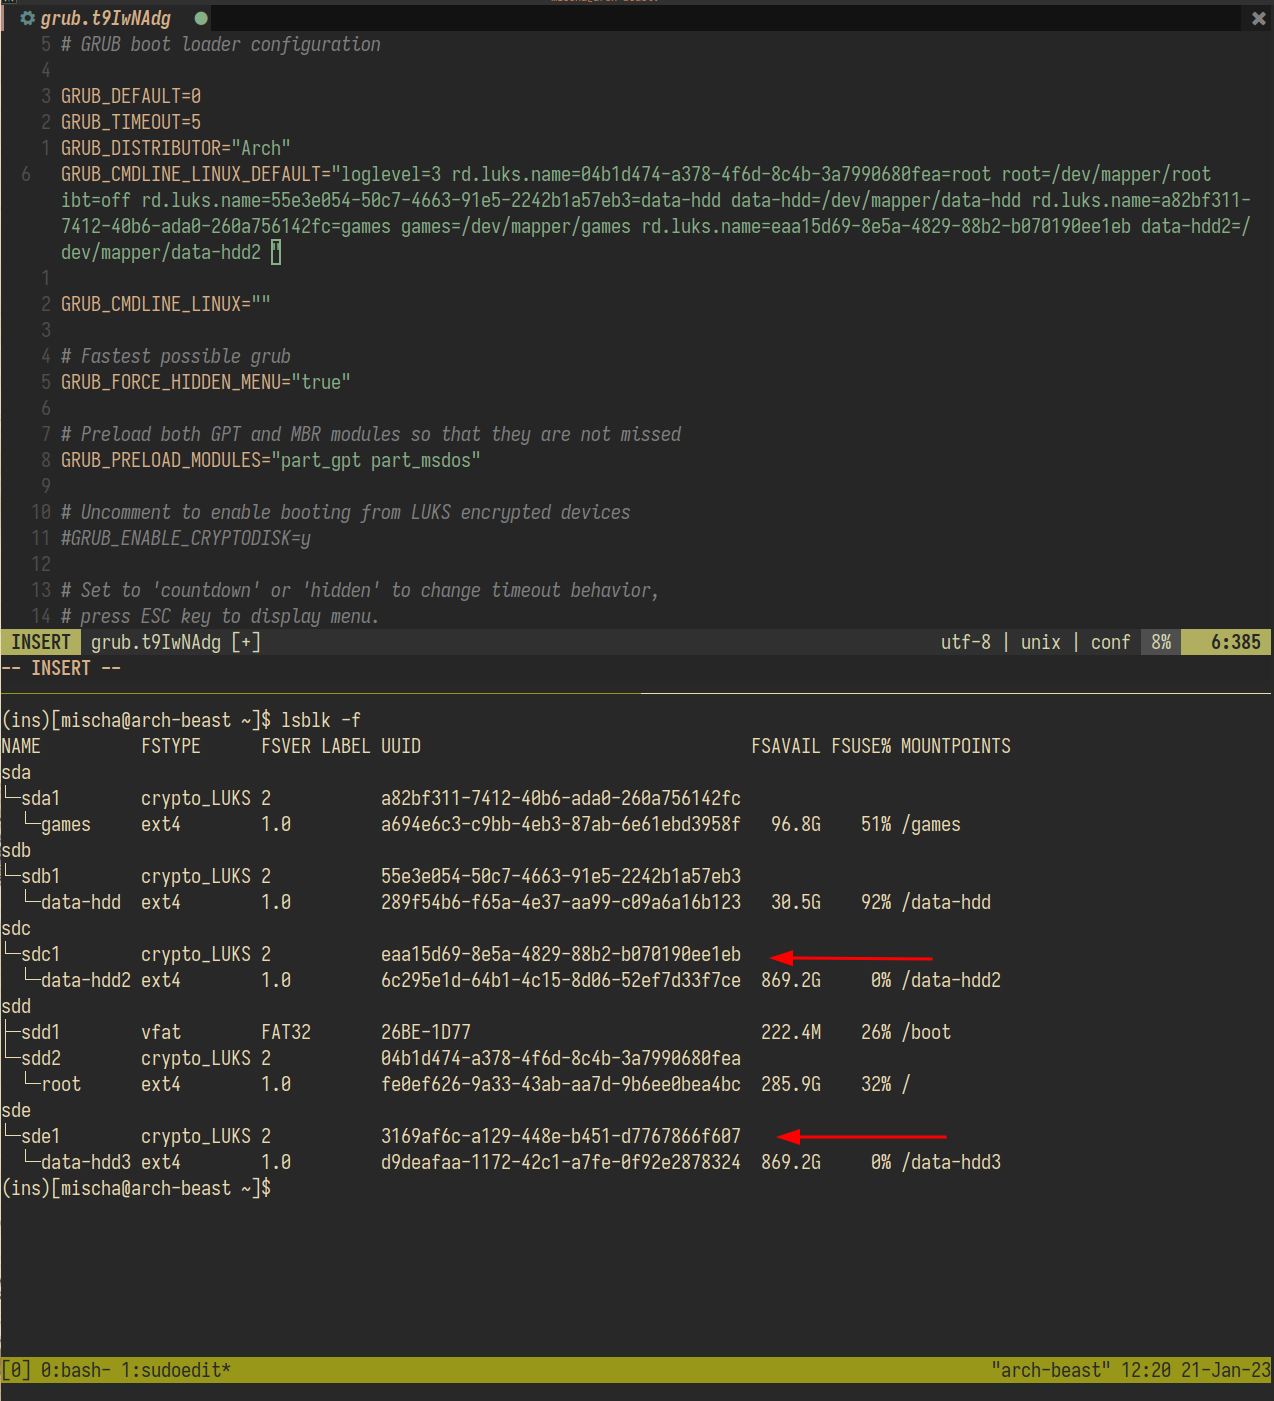 grub.t9IwNAdg
5 # GRUB boot loader configuration
4
3 GRUB_DEFAULT=0
2 GRUB_TIMEOUT=5
1 GRUB_DISTRIBUTOR="Arch"
6 GRUB_CMDLINE_LINUX_DEFAULT="loglevel=3 rd.luks.name=04b1d474-a378-4f6d-8c4b-3a7990680fea=root root=/dev/mapper/root
ibt=off rd.luks.name=55e3e054-50c7-4663-91e5-2242b1a57eb3=data-hdd data-hdd=/dev/mapper/data-hdd rd.luks.name=a82bf311-
7412-40b6-ada0-260a756142fc=games games=/dev/mapper/games rd.luks.name=eaa15d69-8e5a-4829-88b2-b070190ee1eb data-hdd2=/
dev/mapper/data-hdd2 "
1
2 GRUB_CMDLINE_LINUX=""
3
4 # Fastest possible grub
5 GRUB_FORCE_HIDDEN_MENU="true"
6
7 # Preload both GPT and MBR modules so that they are not missed
8 GRUB_PRELOAD_MODULES="part_gpt part_msdos"
9
10 # Uncomment to enable booting from LUKS encrypted devices
11 #GRUB_ENABLE_CRYPTODISK=y
12
13 # Set to 'countdown' or 'hidden' to change timeout behavior,
14 # press ESC key to display menu.
INSERT grub.t9IwNAdg [+] utf-8 | unix | conf 8% 6:385
-- INSERT --
(ins)[mischa@arch-beast ~]$ lsblk -f
NAME FSTYPE FSVER LABEL UUID FSAVAIL FSUSE% MOUNTPOINTS
sda
└─sda1 crypto_LUKS 2 a82bf311-7412-40b6-ada0-260a756142fc
└─games ext4 1.0 a694e6c3-c9bb-4eb3-87ab-6e61ebd3958f 96.8G 51% /games
sdb
└─sdb1 crypto_LUKS 2 55e3e054-50c7-4663-91e5-2242b1a57eb3
└─data-hdd ext4 1.0 289f54b6-f65a-4e37-aa99-c09a6a16b123 30.5G 92% /data-hdd
sdc
└─sdc1 crypto_LUKS 2 eaa15d69-8e5a-4829-88b2-b070190ee1eb
└─data-hdd2 ext4 1.0 6c295e1d-64b1-4c15-8d06-52ef7d33f7ce 869.2G 0% /data-hdd2
sdd
├─sdd1 vfat FAT32 26BE-1D77 222.4M 26% /boot
└─sdd2 crypto_LUKS 2 04b1d474-a378-4f6d-8c4b-3a7990680fea
└─root ext4 1.0 fe0ef626-9a33-43ab-aa7d-9b6ee0bea4bc 285.9G 32% /
sde
└─sde1 crypto_LUKS 2 3169af6c-a129-448e-b451-d7767866f607
└─data-hdd3 ext4 1.0 d9deafaa-1172-42c1-a7fe-0f92e2878324 869.2G 0% /data-hdd3
(ins)[mischa@arch-beast ~]$
[0] 0:bash- 1:sudoedit* "arch-beast" 12:20 21-Jan-23